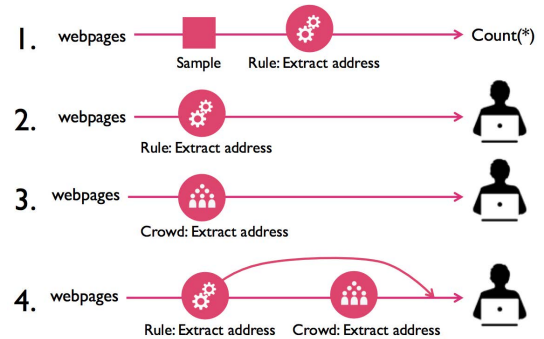 1. webpages Count(*)
Sample Rule: Extract address
2. webpages
Rule: Extract address
3. webpages
Crowd: Extract address
4. webpages
Rule: Extract address Crowd: Extract address